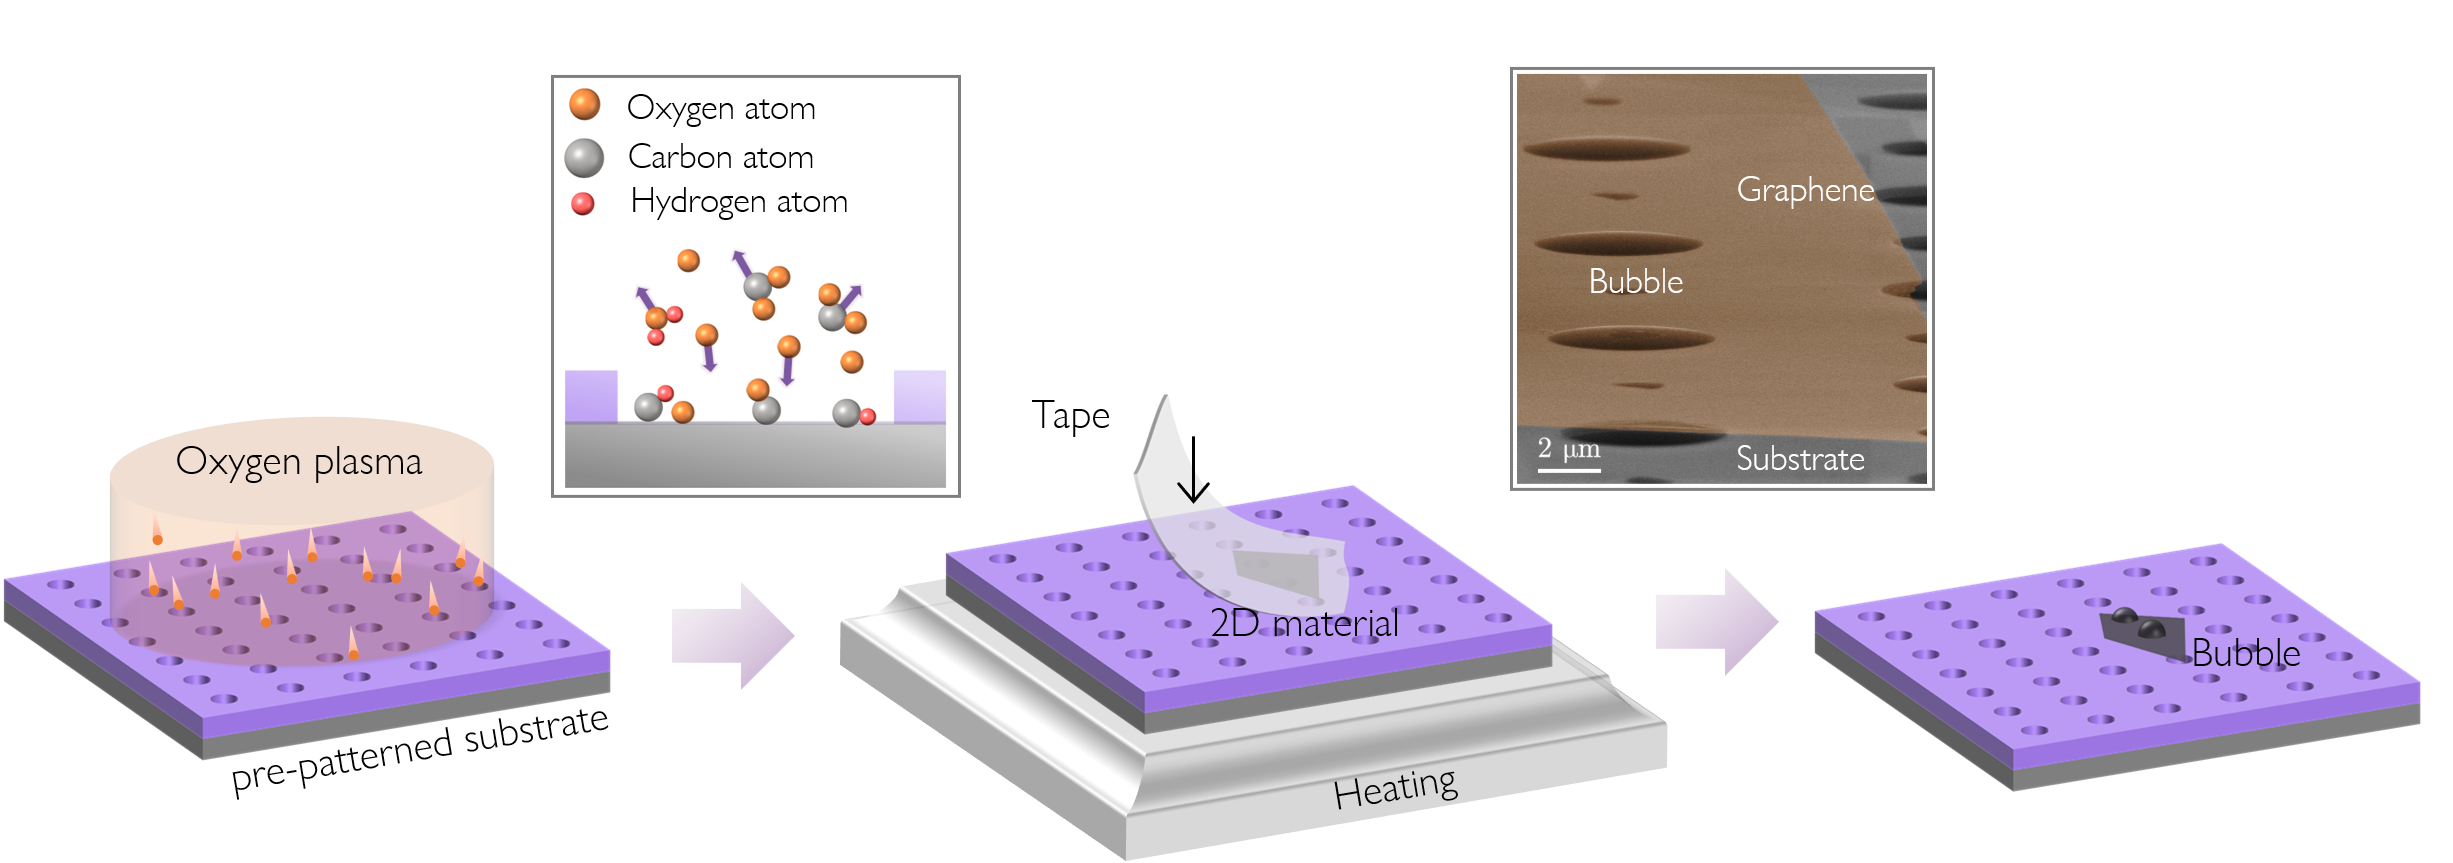 Oxygen plasma
pre-patterned substrate
Oxygen atom
Carbon atom
Hydrogen atom
Tape
2D material
Heating
Graphene
Bubble
2 μm
Substrate
Bubble